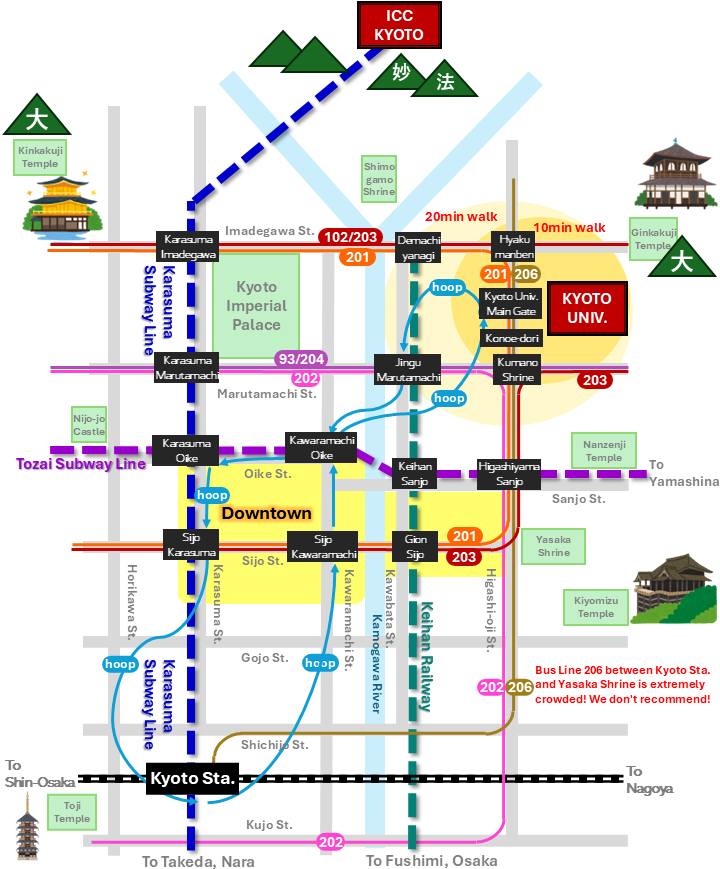 ICC
KYOTO
妙
法
大
Kinkakuji
Temple
Shimo
gamo
Shrine
20min walk
10min walk
Ginkakuji
Temple
大
Imadegawa St.
102/203
201
Karasuma
Imadegawa
Demachi
yanagi
Hyaku
manben
201
206
Karasuma
Subway Line
Kyoto
Imperial
Palace
hoop
Kyoto Univ.
Main Gate
KYOTO
UNIV.
Konoe-dori
93/204
202
Karasuma
Marutamachi
Marutamachi St.
Jingu
Marutamachi
Kumano
Shrine
203
hoop
Nijo-jo
Castle
Karasuma
Oike
Kawaramachi
Oike
Nanzenji
Temple
Tozai Subway Line
Oike St.
Keihan
Sanjo
Higashiyama
Sanjo
To
Yamashina
Sanjo St.
hoop
Downtown
Sijo
Karasuma
Sijo
Kawaramachi
Gion
Sijo
201
203
Yasaka
Shrine
Sijo St.
Horikawa St.
Karasuma St.
Kawaramachi St.
Kawabata St.
Higashi-oji St.
Kamogawa River
Keihan Railway
Kiyomizu
Temple
hoop
hoop
Gojo St.
Karasuma
Subway Line
202
206
Bus Line 206 between Kyoto Sta.
and Yasaka Shrine is extremely
crowded! We don't recommend!
Shichijo St.
To
Shin-Osaka
Kyoto Sta.
To
Nagoya
Toji
Temple
Kujo St.
202
To Takeda, Nara
To Fushimi, Osaka